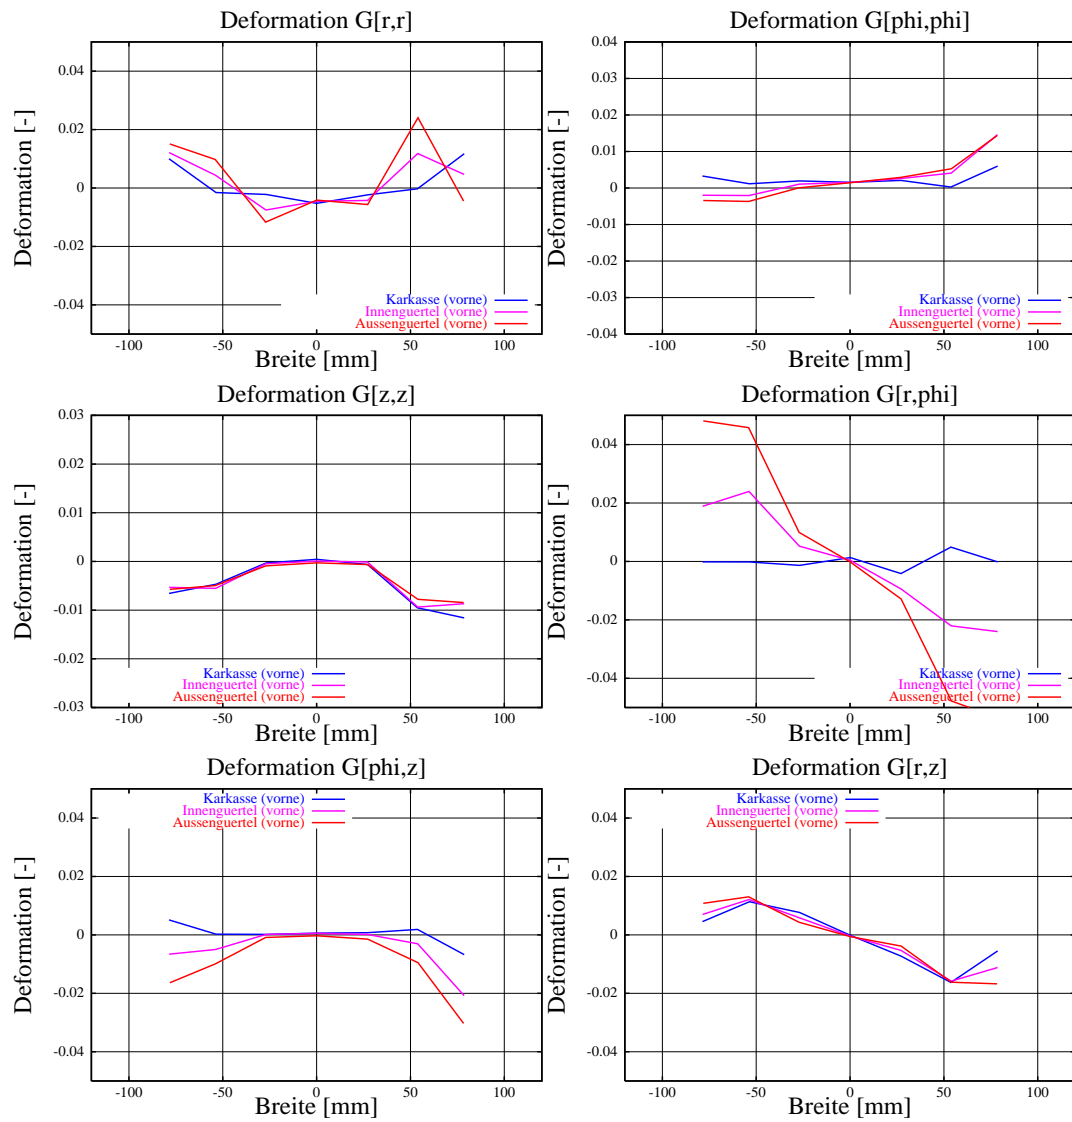 Deformation G[r,r]
Deformation [-]
0.04
0.02
0
-0.02
-0.04
Karkasse (vorne)
Innenguertel (vorne)
Aussenguertel (vorne)
-100 -50 0 50 100
Breite [mm]
Deformation G[phi,phi]
Deformation [-]
0.04
0.03
0.02
0.01
0
-0.01
-0.02
-0.03
-0.04
Karkasse (vorne)
Innenguertel (vorne)
Aussenguertel (vorne)
-100 -50 0 50 100
Breite [mm]
Deformation G[z,z]
Deformation [-]
0.03
0.02
0.01
0
-0.01
-0.02
-0.03
Karkasse (vorne)
Innenguertel (vorne)
Aussenguertel (vorne)
-100 -50 0 50 100
Breite [mm]
Deformation G[r,phi]
Deformation [-]
0.04
0.02
0
-0.02
-0.04
Karkasse (vorne)
Innenguertel (vorne)
Aussenguertel (vorne)
-100 -50 0 50 100
Breite [mm]
Deformation G[phi,z]
Deformation [-]
Karkasse (vorne)
Innenguertel (vorne)
Aussenguertel (vorne)
0.04
0.02
0
-0.02
-0.04
-100 -50 0 50 100
Breite [mm]
Deformation G[r,z]
Deformation [-]
Karkasse (vorne)
Innenguertel (vorne)
Aussenguertel (vorne)
0.04
0.02
0
-0.02
-0.04
-100 -50 0 50 100
Breite [mm]